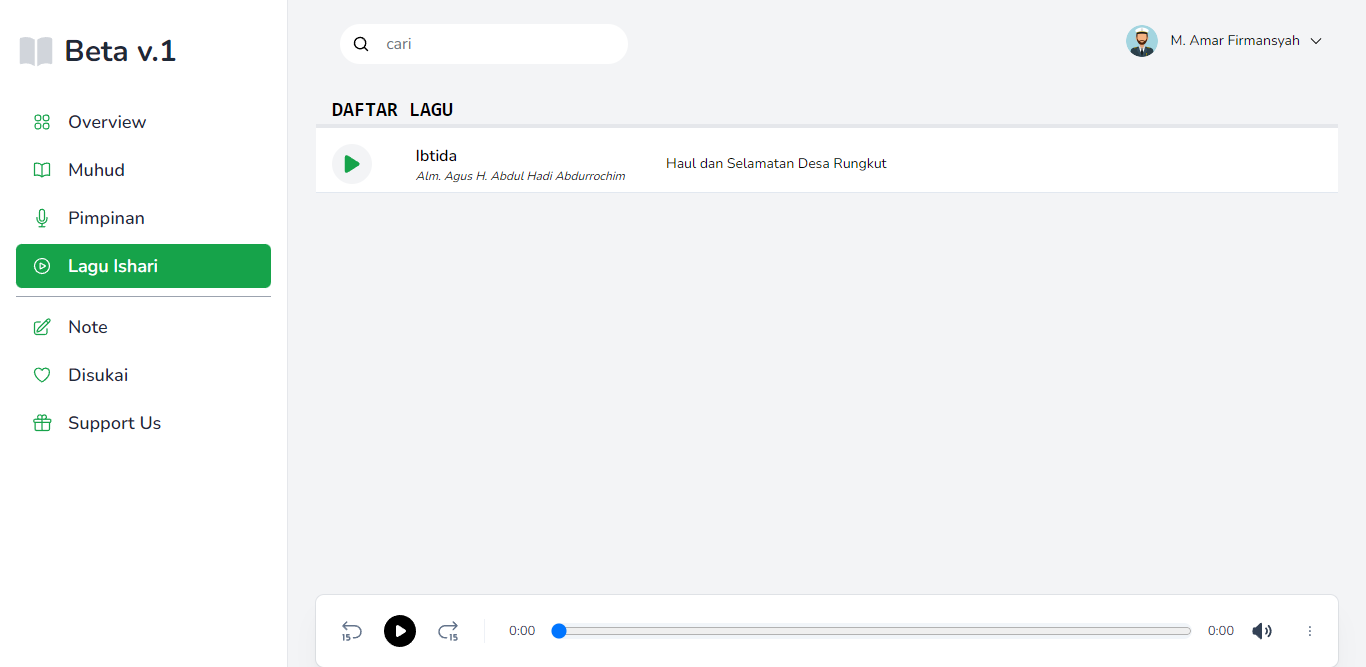 Beta v.1
Overview
Muhud
Pimpinan
Lagu Ishari
Note
Disukai
Support Us
cari
M. Amar Firmansyah
DAFTAR LAGU
Ibtida
Alm. Agus H. Abdul Hadi Abdurrochim
Haul dan Selamatan Desa Rungkut
15
15
0:00
0:00